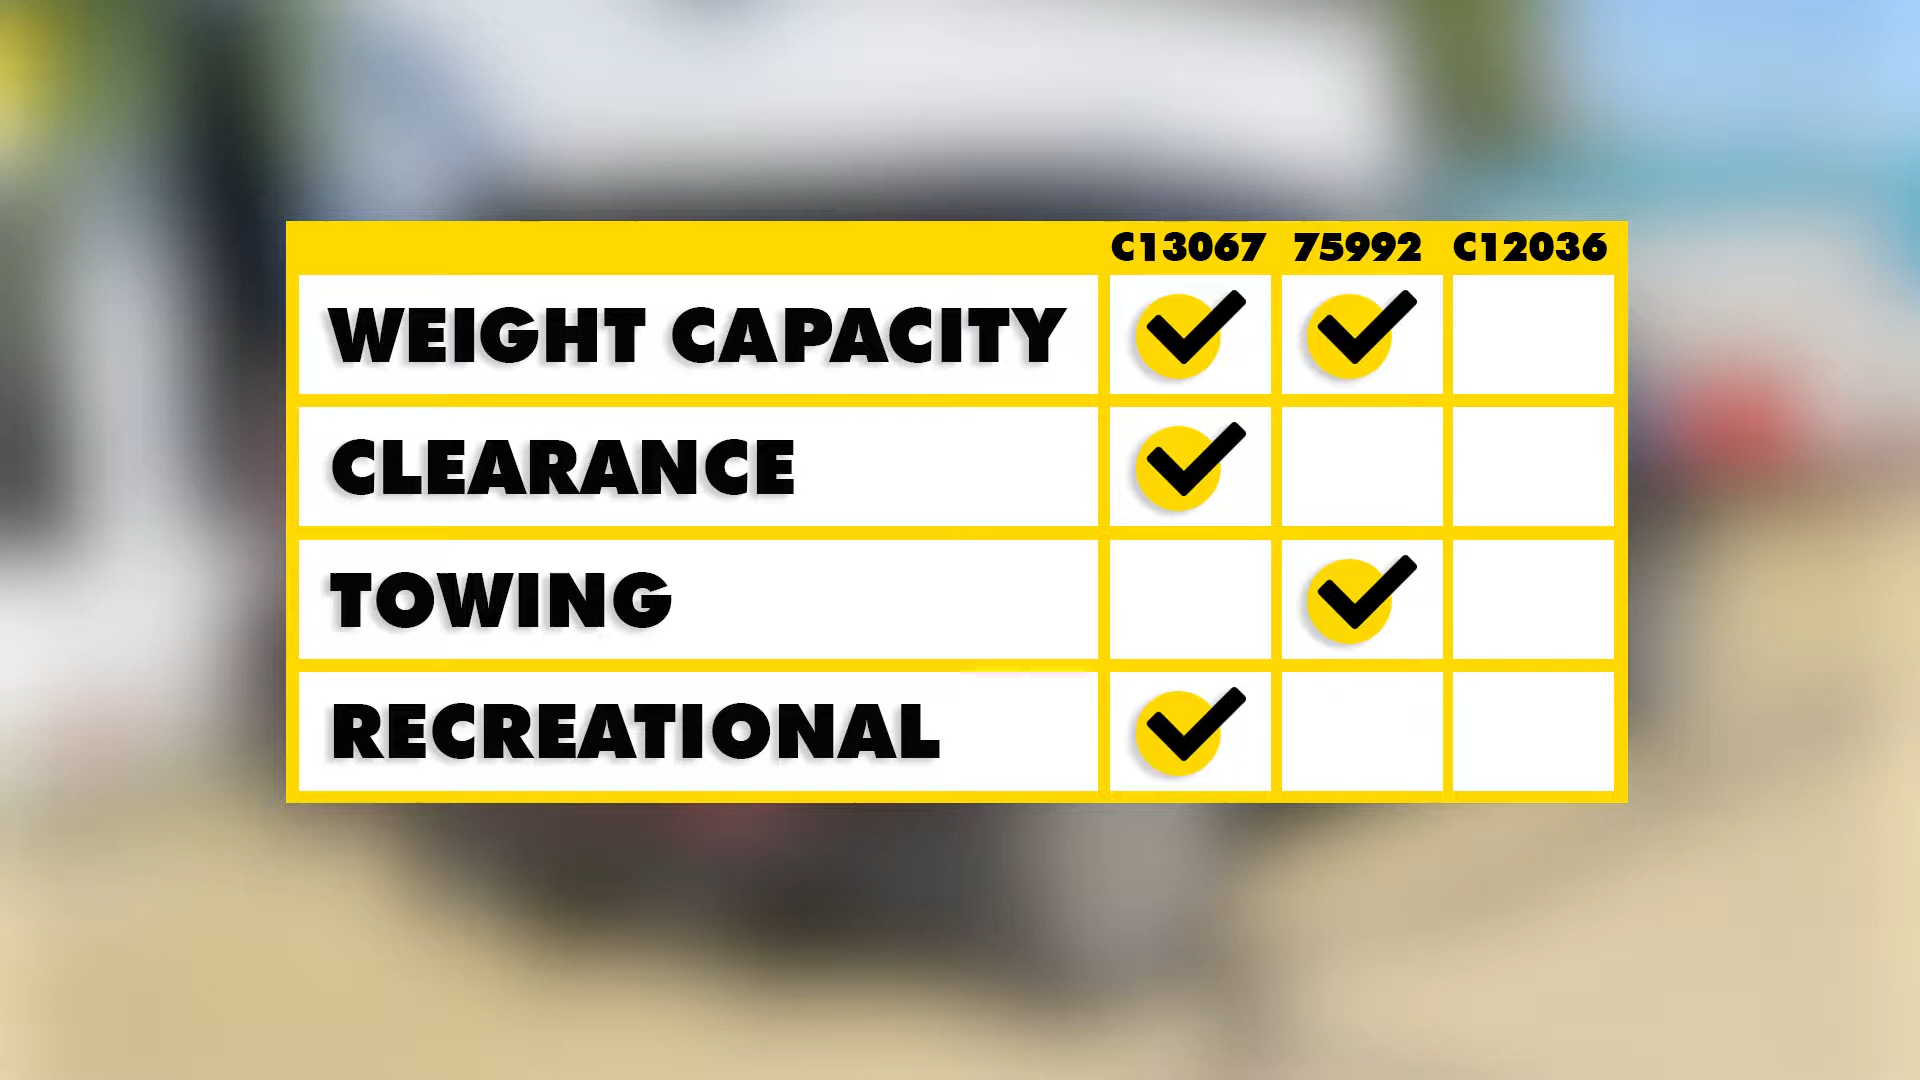 C13067 75992 C12036
WEIGHT CAPACITY
CLEARANCE
TOWING
RECREATIONAL